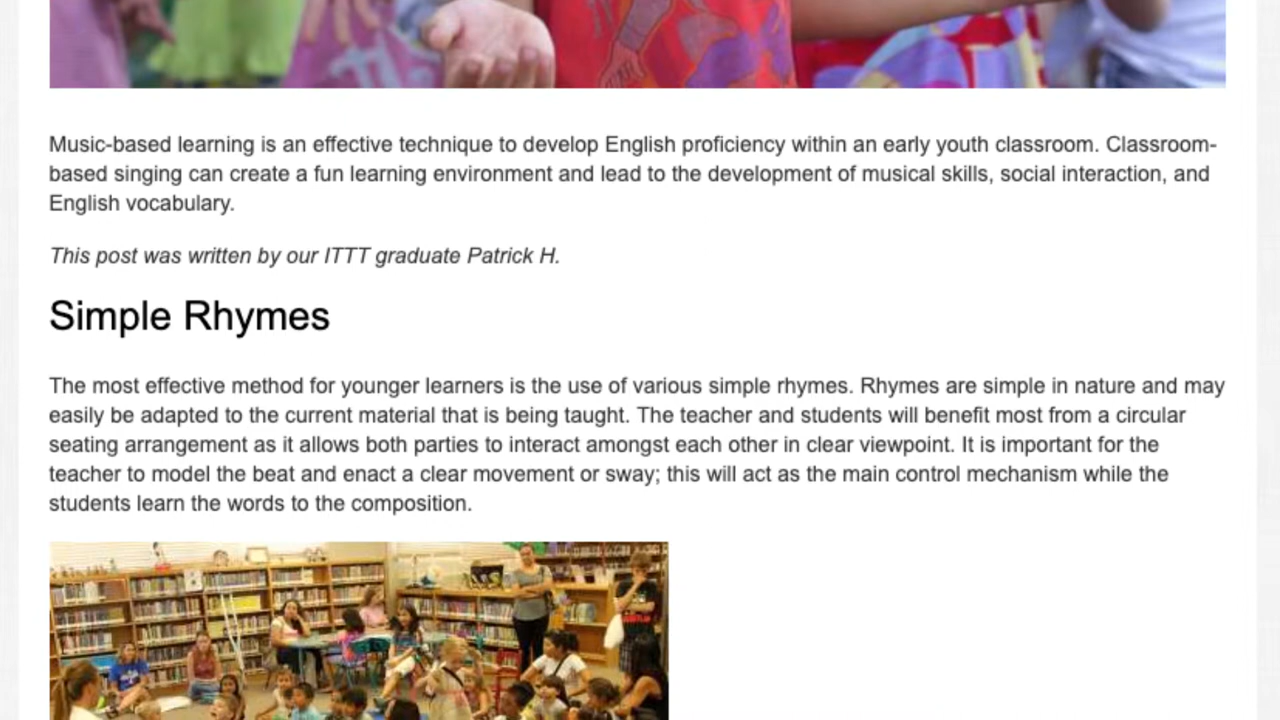 Music-based learning is an effective technique to develop English proficiency within an early youth classroom. Classroom-
based singing can create a fun learning environment and lead to the development of musical skills, social interaction, and
English vocabulary.
This post was written by our ITTT graduate Patrick H.
Simple Rhymes
The most effective method for younger learners is the use of various simple rhymes. Rhymes are simple in nature and may
easily be adapted to the current material that is being taught. The teacher and students will benefit most from a circular
seating arrangement as it allows both parties to interact amongst each other in clear viewpoint. It is important for the
teacher to model the beat and enact a clear movement or sway; this will act as the main control mechanism while the
students learn the words to the composition.